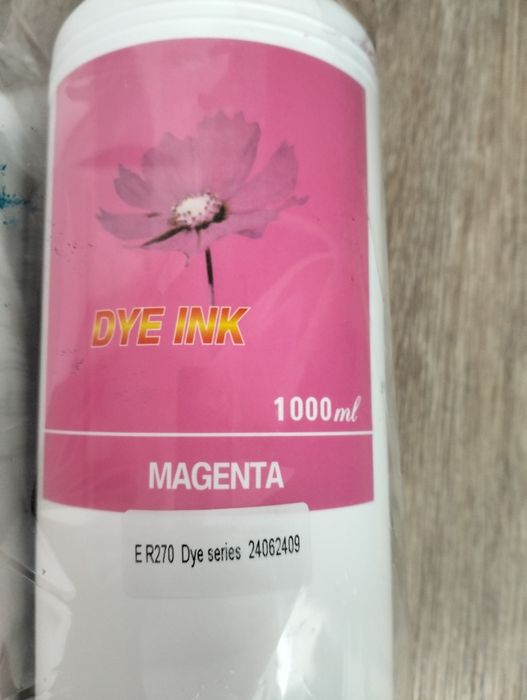 DYE INK
1000ml
MAGENTA
E R270 Dye series 24062409